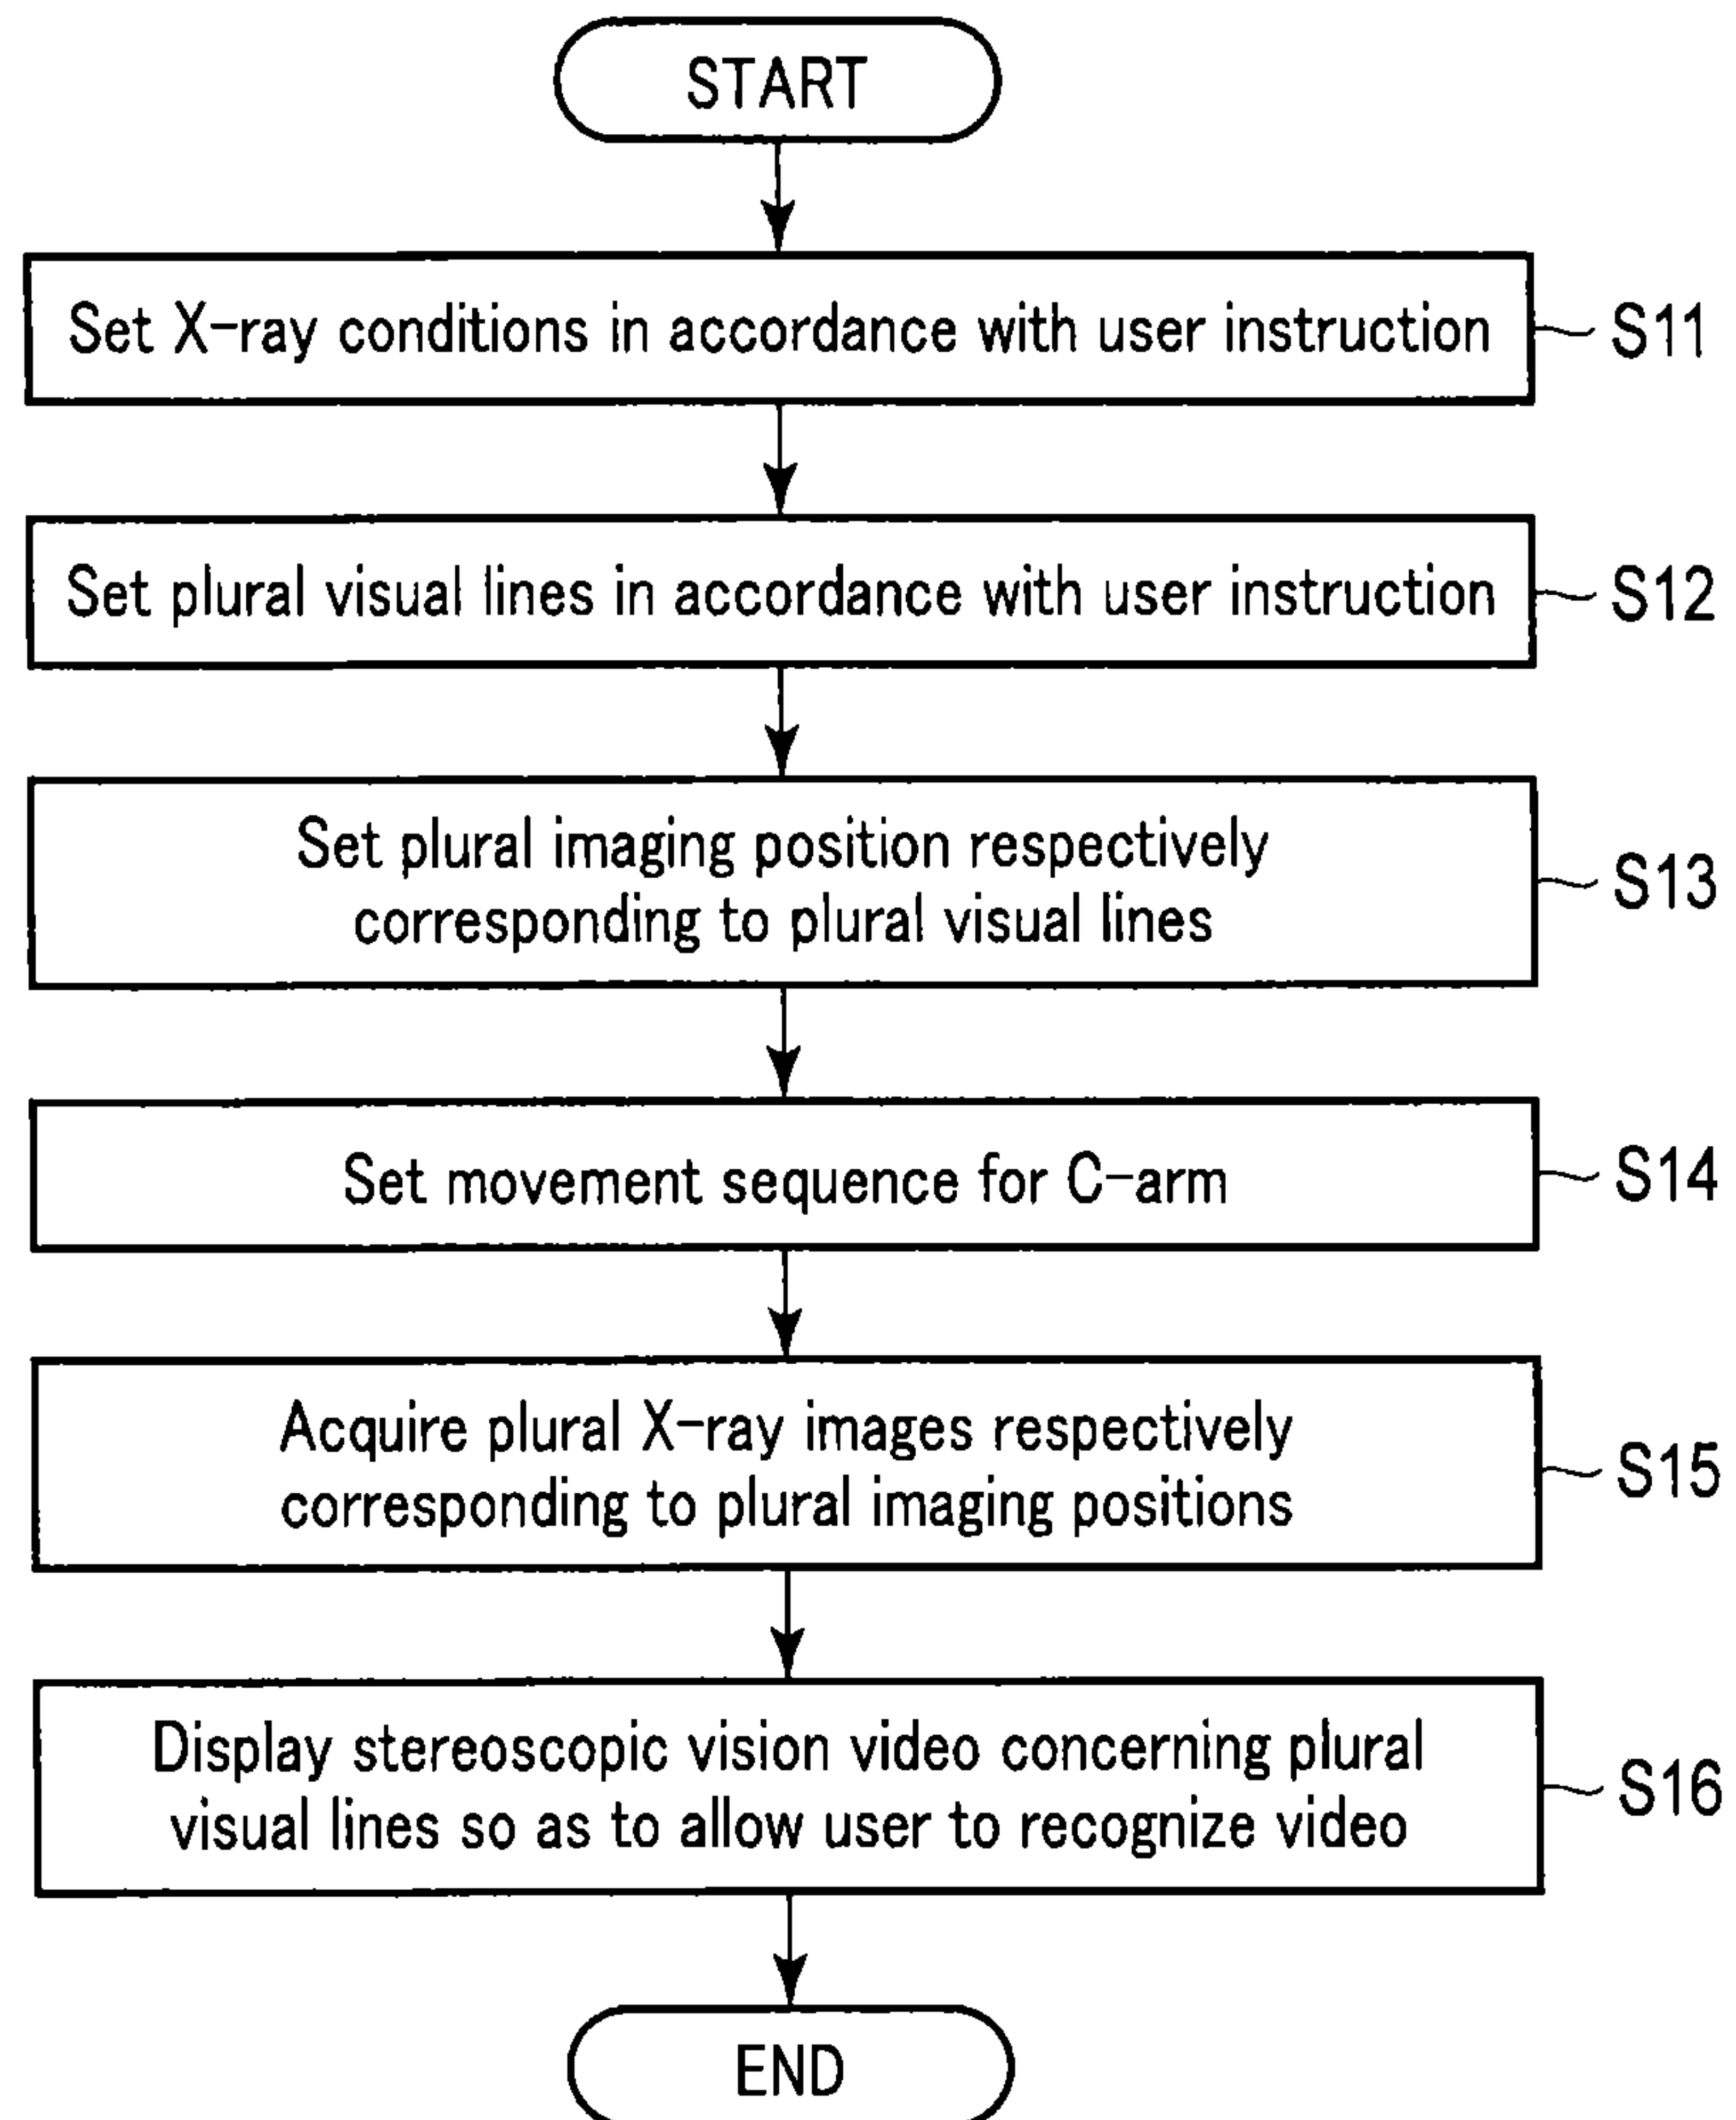 START
Set X-ray conditions in accordance with user instruction
S11
Set plural visual lines in accordance with user instruction
S12
Set plural imaging position respectively
corresponding to plural visual lines
S13
Set movement sequence for C-arm
S14
Acquire plural X-ray images respectively
corresponding to plural imaging positions
S15
Display stereoscopic vision video concerning plural
visual lines so as to allow user to recognize video
S16
END